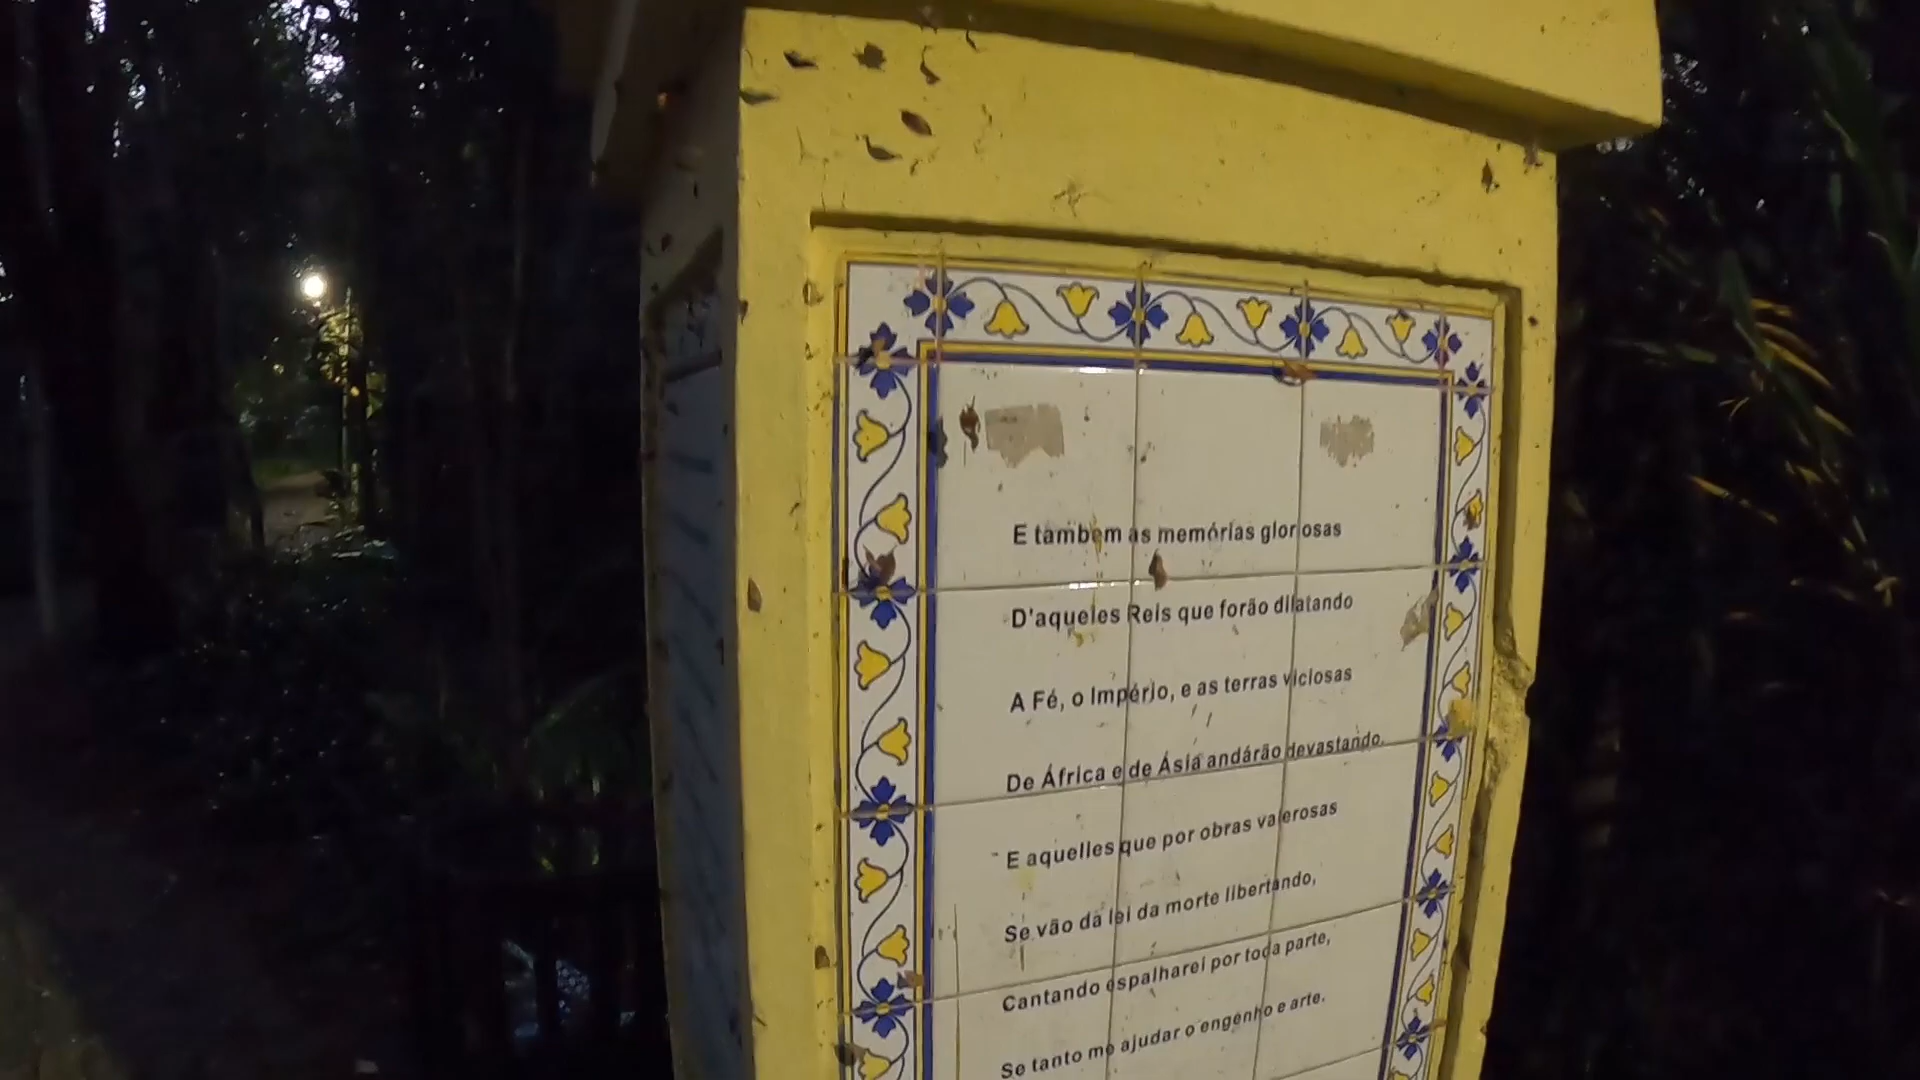 E tambem as memórias gloriosas
D'aqueles Reis que forão dilatando
A Fé, o Império, e as terras viciosas
De África e de Ásia andárão devastando.
E aquelles que por obras valerosas
Se vão da lei da morte libertando,
Cantando espalharei por toda parte,
Se tanto me ajudar o engenho e arte.